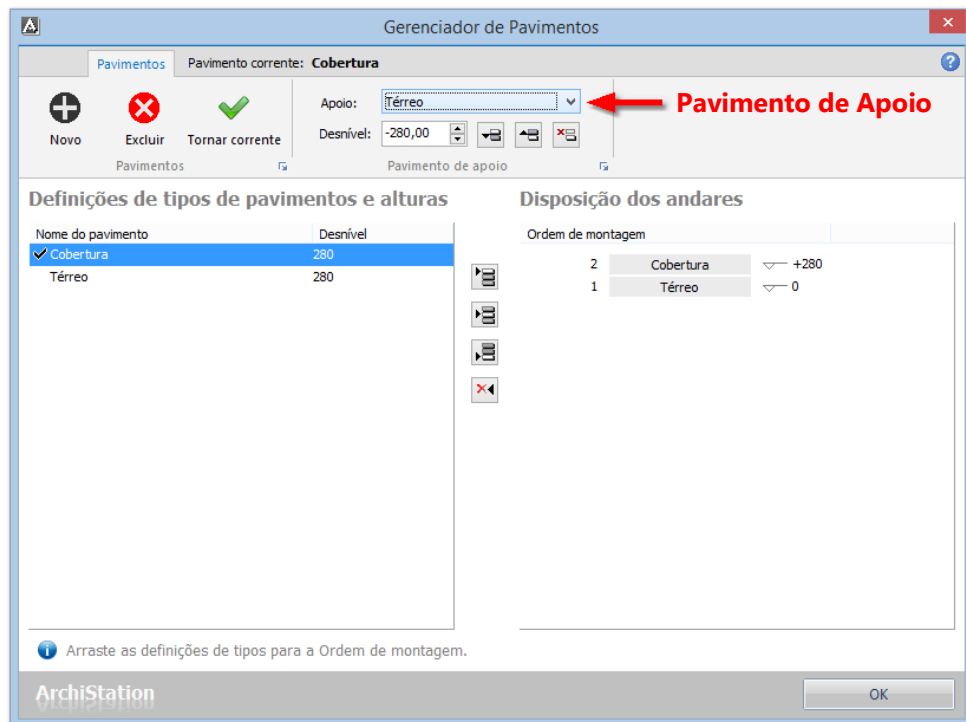 Gerenciador de Pavimentos
Pavimentos Pavimento corrente: Cobertura
Apoio: Térreo
Pavimento de Apoio
Novo Excluir Tornar corrente Desnível: -280,00
Pavimentos Pavimento de apoio
Definições de tipos de pavimentos e alturas
Nome do pavimento Desnível
Cobertura 280
Térreo 280
Disposição dos andares
Ordem de montagem
2 Cobertura +280
1 Térreo 0
Arraste as definições de tipos para a Ordem de montagem.
ArchiStation
OK